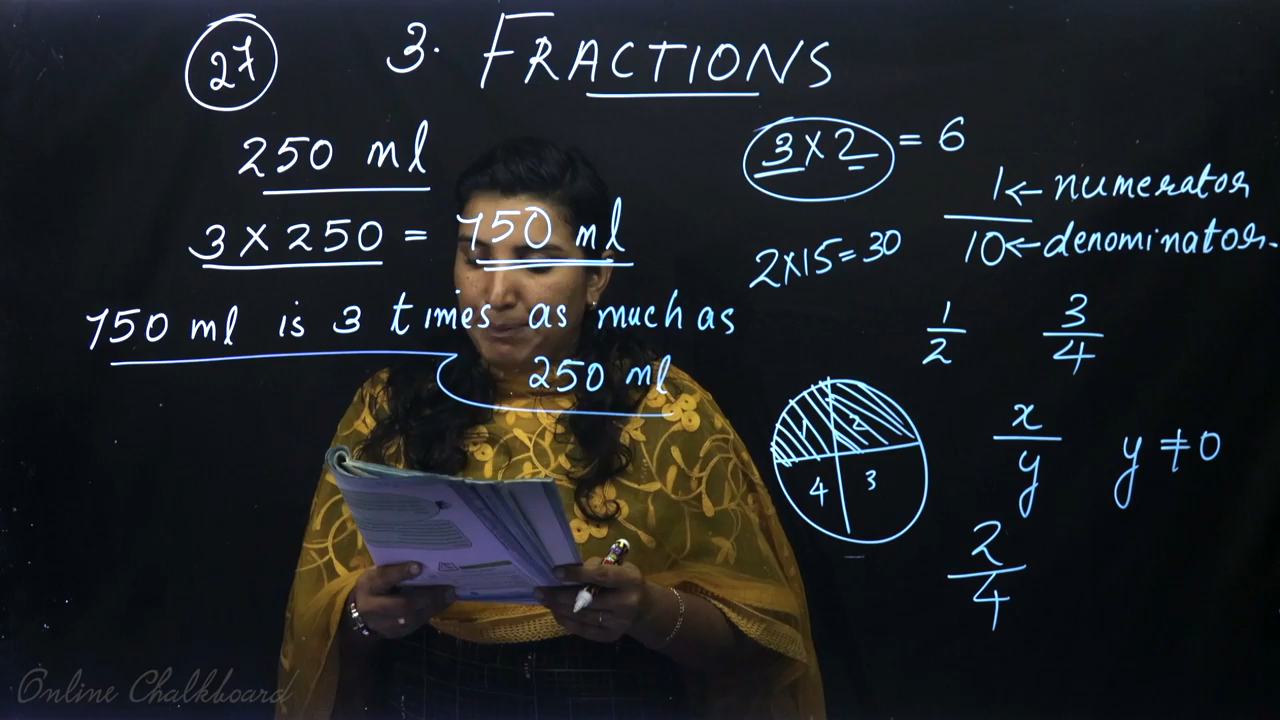 27
3. FRACTIONS
250 ml
3 X 250 = 750 ml
750 ml is 3 times as much as
250 ml
3 X 2 = 6
2X15=30
1 ← numerator
10 ← denominator.
1
2
3
4
1 2
4 3
x
y
y ≠ 0
2
4
Online Chalkboard